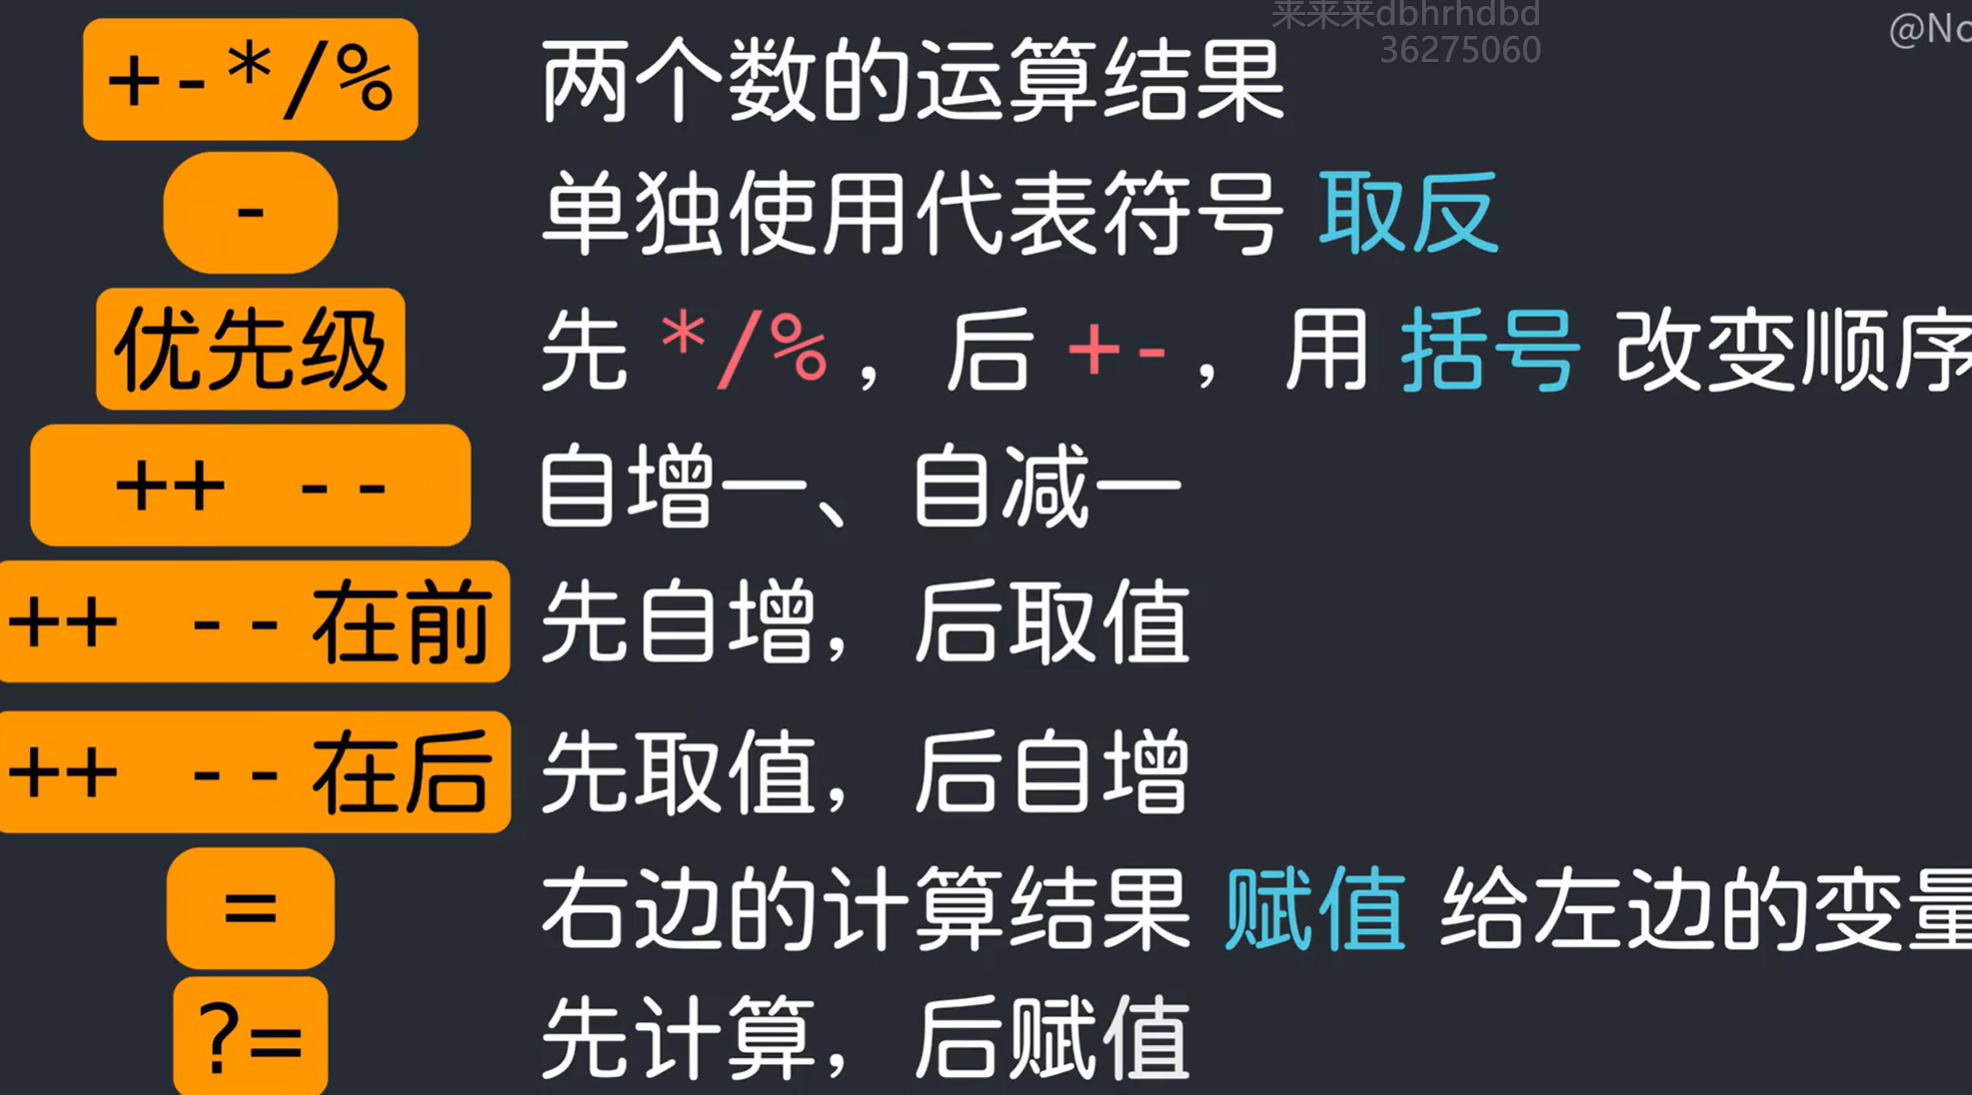 来来来dbhrhdbd
36275060
@No
+-*/% 两个数的运算结果
- 单独使用代表符号 取反
优先级 先 */% ，后 +- ，用 括号 改变顺序
++ -- 自增一、自减一
++ --在前 先自增，后取值
++ --在后 先取值，后自增
= 右边的计算结果 赋值 给左边的变量
?= 先计算，后赋值